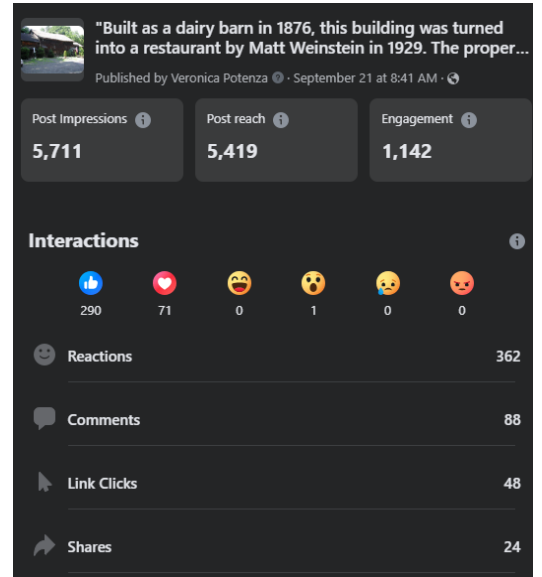 "Built as a dairy barn in 1876, this building was turned
into a restaurant by Matt Weinstein in 1929. The proper...
Published by Veronica Potenza · September 21 at 8:41 AM ·
Post Impressions Post reach Engagement
5,711 5,419 1,142
Interactions
290 71 0 1 0 0
Reactions 362
Comments 88
Link Clicks 48
Shares 24